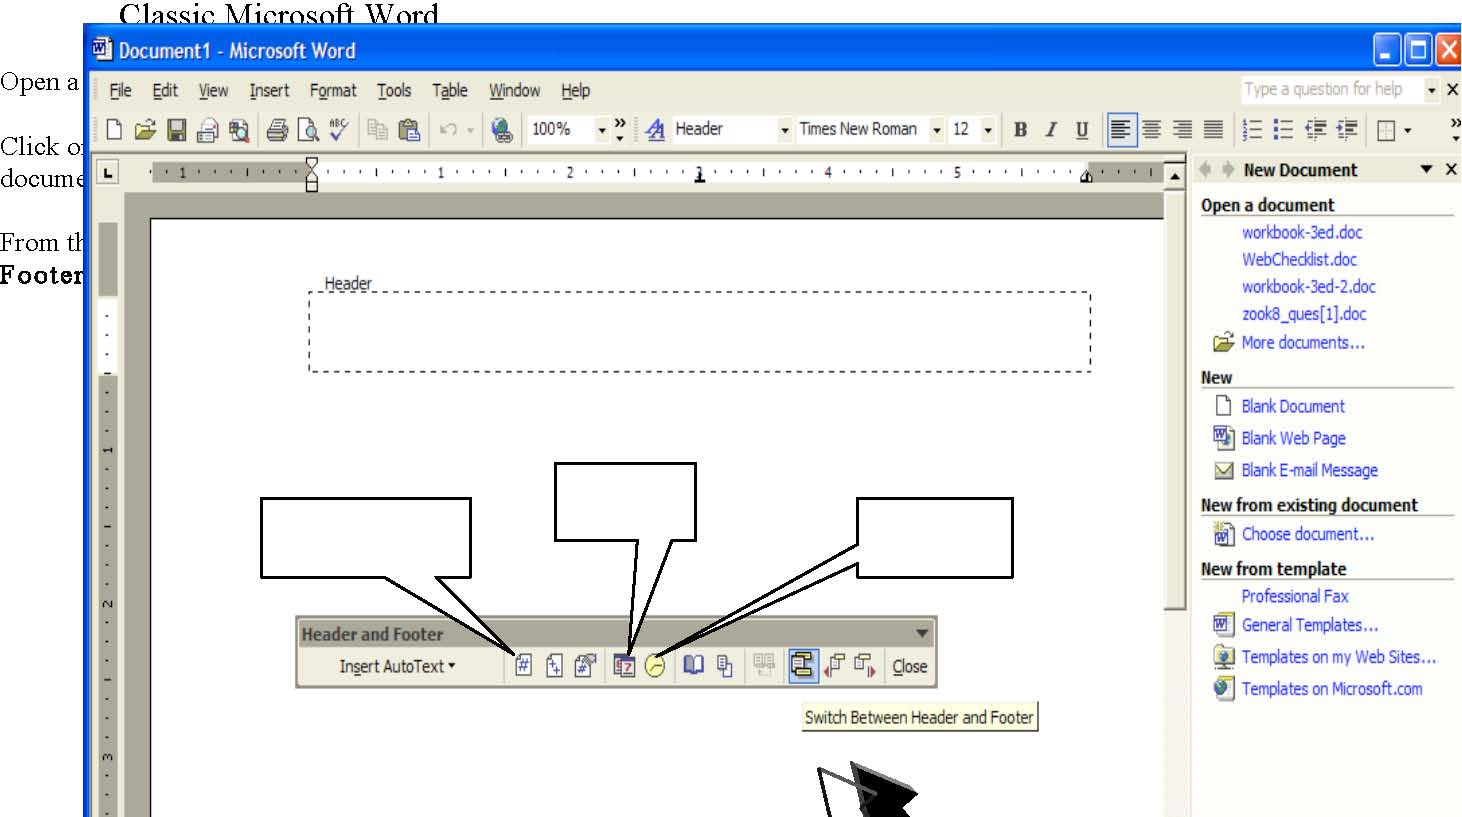 Classic Microsoft Word
Document1 - Microsoft Word
Open a
File Edit View Insert Format Tools Table Window Help
Type a question for help
100% Header Times New Roman 12 B I U
Click o
docume
1 1 2 3 4 5
New Document
Open a document
workbook-3ed.doc
WebChecklist.doc
workbook-3ed-2.doc
zook8_ques[1].doc
More documents...
From th
Footer
Header
New
Blank Document
Blank Web Page
Blank E-mail Message
New from existing document
Choose document...
New from template
Professional Fax
General Templates...
Templates on my Web Sites...
Templates on Microsoft.com
1
2
3
Header and Footer
Insert AutoText
Close
Switch Between Header and Footer